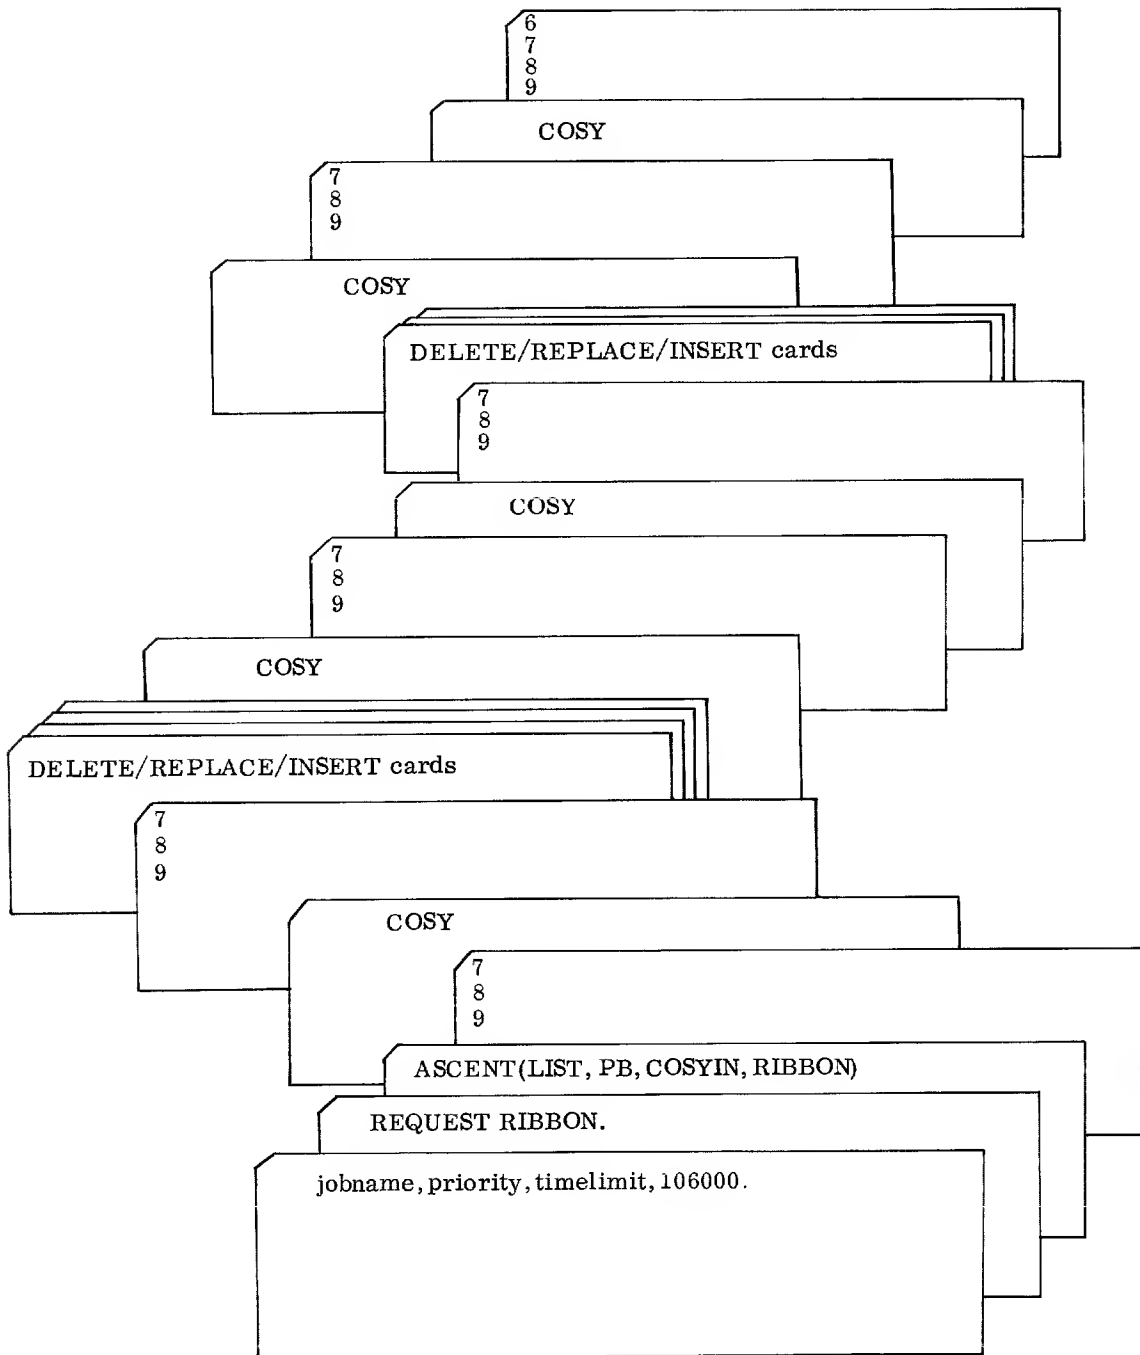 6
7
8
9
COSY
7
8
9
COSY
DELETE/REPLACE/INSERT cards
7
8
9
COSY
7
8
9
COSY
DELETE/REPLACE/INSERT cards
7
8
9
COSY
7
8
9
ASCENT(LIST, PB, COSYIN, RIBBON)
REQUEST RIBBON.
jobname, priority, timelimit, 106000.